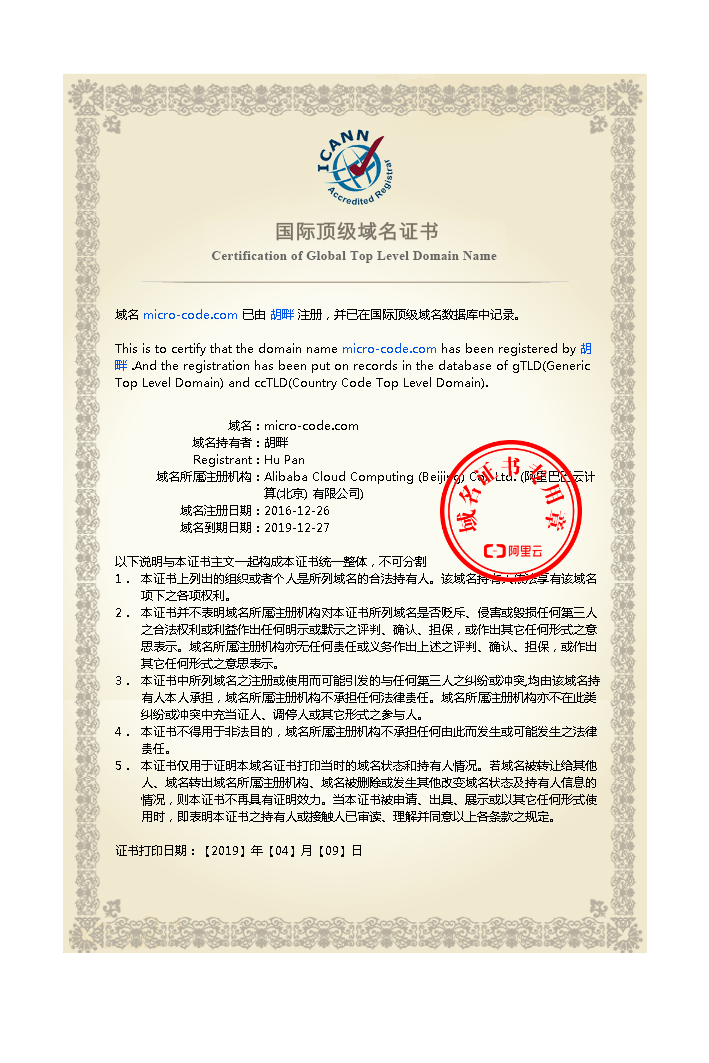 ICANN
Accredited Registrar
国际顶级域名证书
Certification of Global Top Level Domain Name
域名 micro-code.com 已由 胡畔 注册，并已在国际顶级域名数据库中记录。
This is to certify that the domain name micro-code.com has been registered by 胡
畔 .And the registration has been put on records in the database of gTLD(Generic
Top Level Domain) and ccTLD(Country Code Top Level Domain).
域名：micro-code.com
域名持有者：胡畔
Registrant：Hu Pan
域名所属注册机构：Alibaba Cloud Computing (Beijing) Co., Ltd. (阿里巴巴云计
算(北京) 有限公司)
域名注册日期：2016-12-26
域名到期日期：2019-12-27
域名证书专用章
阿里云
以下说明与本证书主文一起构成本证书统一整体，不可分割
1． 本证书上列出的组织或者个人是所列域名的合法持有人。该域名持有人依法享有该域名
项下之各项权利。
2． 本证书并不表明域名所属注册机构对本证书所列域名是否贬斥、侵害或毁损任何第三人
之合法权利或利益作出任何明示或默示之评判、确认、担保，或作出其它任何形式之意
思表示。域名所属注册机构亦无任何责任或义务作出上述之评判、确认、担保，或作出
其它任何形式之意思表示。
3． 本证书中所列域名之注册或使用而可能引发的与任何第三人之纠纷或冲突,均由该域名持
有人本人承担，域名所属注册机构不承担任何法律责任。域名所属注册机构亦不在此类
纠纷或冲突中充当证人、调停人或其它形式之参与人。
4． 本证书不得用于非法目的，域名所属注册机构不承担任何由此而发生或可能发生之法律
责任。
5． 本证书仅用于证明本域名证书打印当时的域名状态和持有人情况。若域名被转让给其他
人、域名转出域名所属注册机构、域名被删除或发生其他改变域名状态及持有人信息的
情况，则本证书不再具有证明效力。当本证书被申请、出具、展示或以其它任何形式使
用时，即表明本证书之持有人或接触人已审读、理解并同意以上各条款之规定。
证书打印日期：【2019】年【04】月【09】日